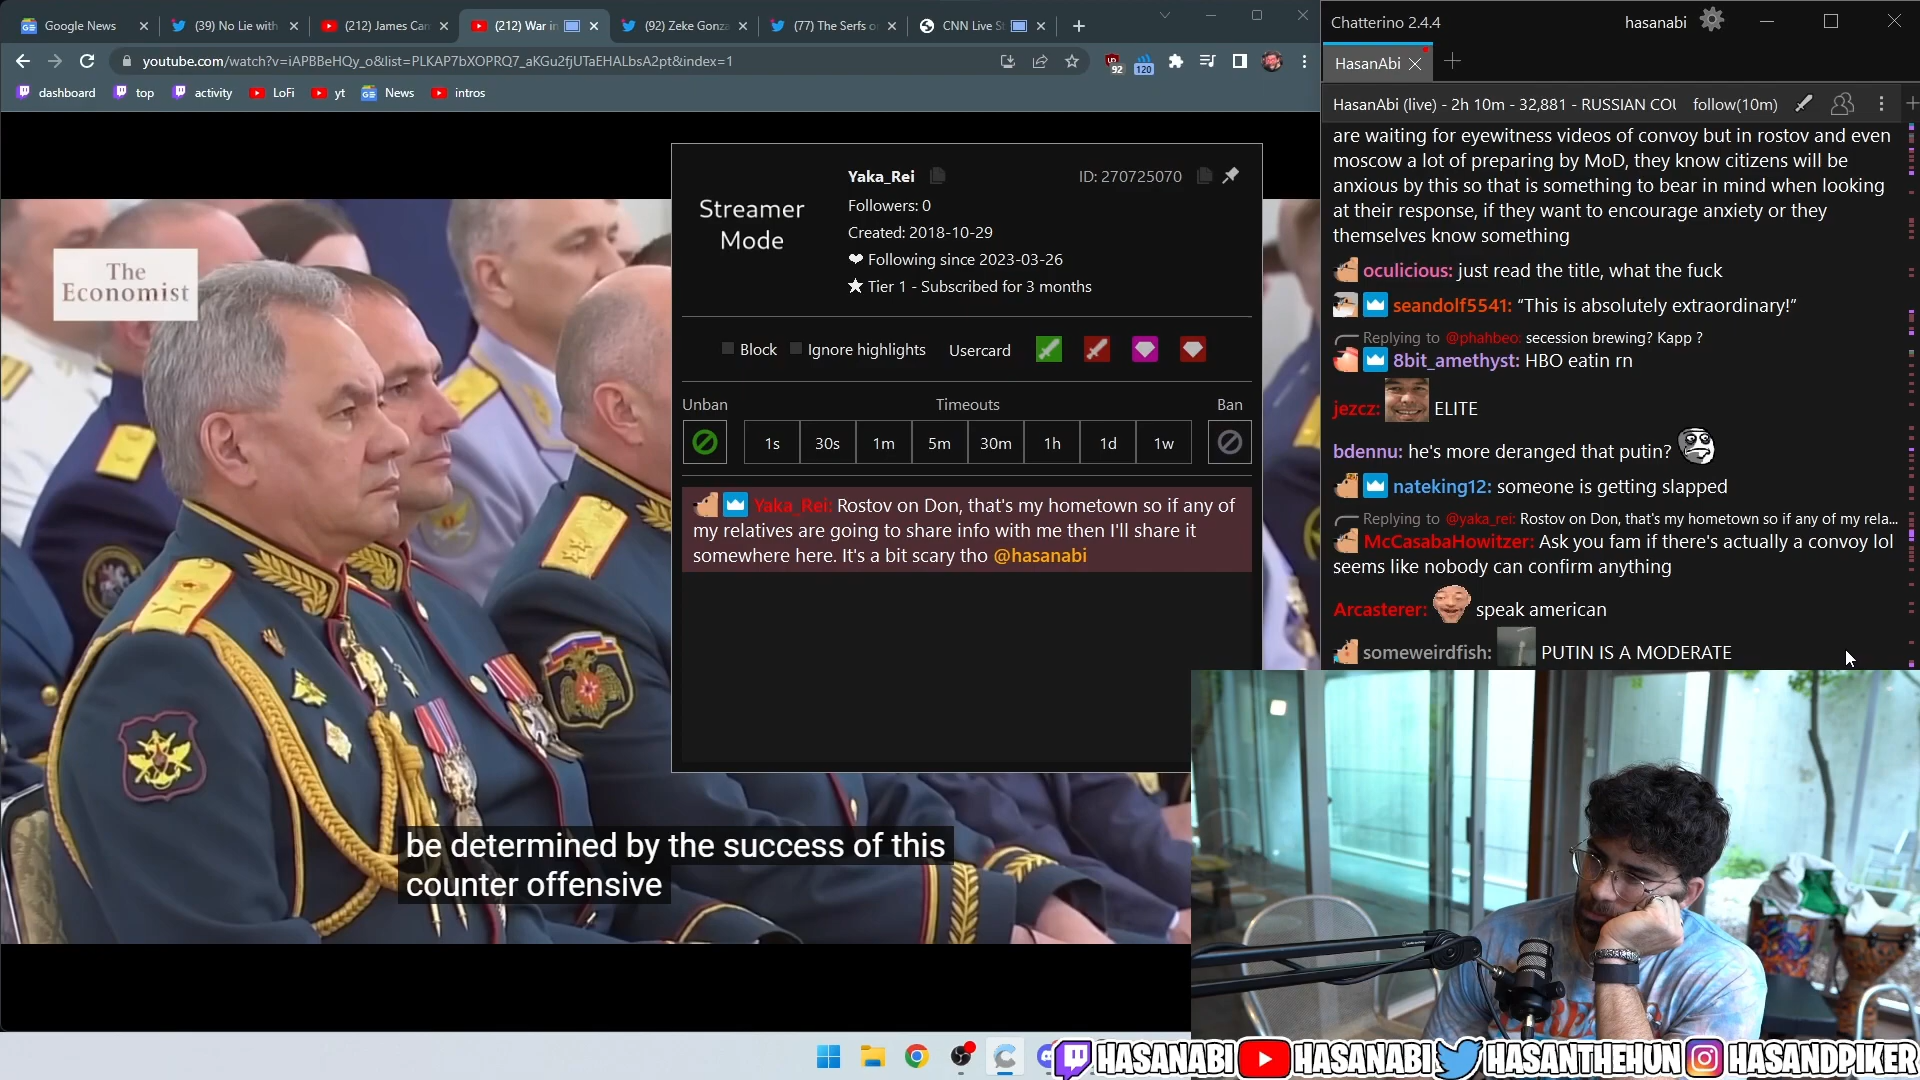 Google News
(39) No Lie with
(212) James Can
(212) War in
(92) Zeke Gonza
(77) The Serfs o
CNN Live St
youtube.com/watch?v=iAPBBeHQy_o&list=PLKAP7bXOPRQ7_aKGu2fjUTaEHALbsA2pt&index=1
92
120
dashboard
top
activity
LoFi
yt
News
intros
The
Economist
be determined by the success of this
counter offensive
Streamer
Mode
Yaka_Rei
ID: 270725070
Followers: 0
Created: 2018-10-29
Following since 2023-03-26
Tier 1 - Subscribed for 3 months
Block
Ignore highlights
Usercard
Unban
Timeouts
Ban
1s
30s
1m
5m
30m
1h
1d
1w
Yaka_Rei: Rostov on Don, that's my hometown so if any of
my relatives are going to share info with me then I'll share it
somewhere here. It's a bit scary tho @hasanabi
Chatterino 2.4.4
hasanabi
HasanAbi
HasanAbi (live) - 2h 10m - 32,881 - RUSSIAN COU
follow(10m)
are waiting for eyewitness videos of convoy but in rostov and even
moscow a lot of preparing by MoD, they know citizens will be
anxious by this so that is something to bear in mind when looking
at their response, if they want to encourage anxiety or they
themselves know something
oculicious: just read the title, what the fuck
seandolf5541: “This is absolutely extraordinary!”
Replying to @phahbeo: secession brewing? Kapp ?
8bit_amethyst: HBO eatin rn
jezcz: ELITE
bdennu: he's more deranged that putin?
nateking12: someone is getting slapped
Replying to @yaka_rei: Rostov on Don, that's my hometown so if any of my rela...
McCasabaHowitzer: Ask you fam if there's actually a convoy lol
seems like nobody can confirm anything
Arcasterer: speak american
someweirdfish: PUTIN IS A MODERATE
HASANABI
HASANABI
HASANTHEHUN
HASANDPIKER